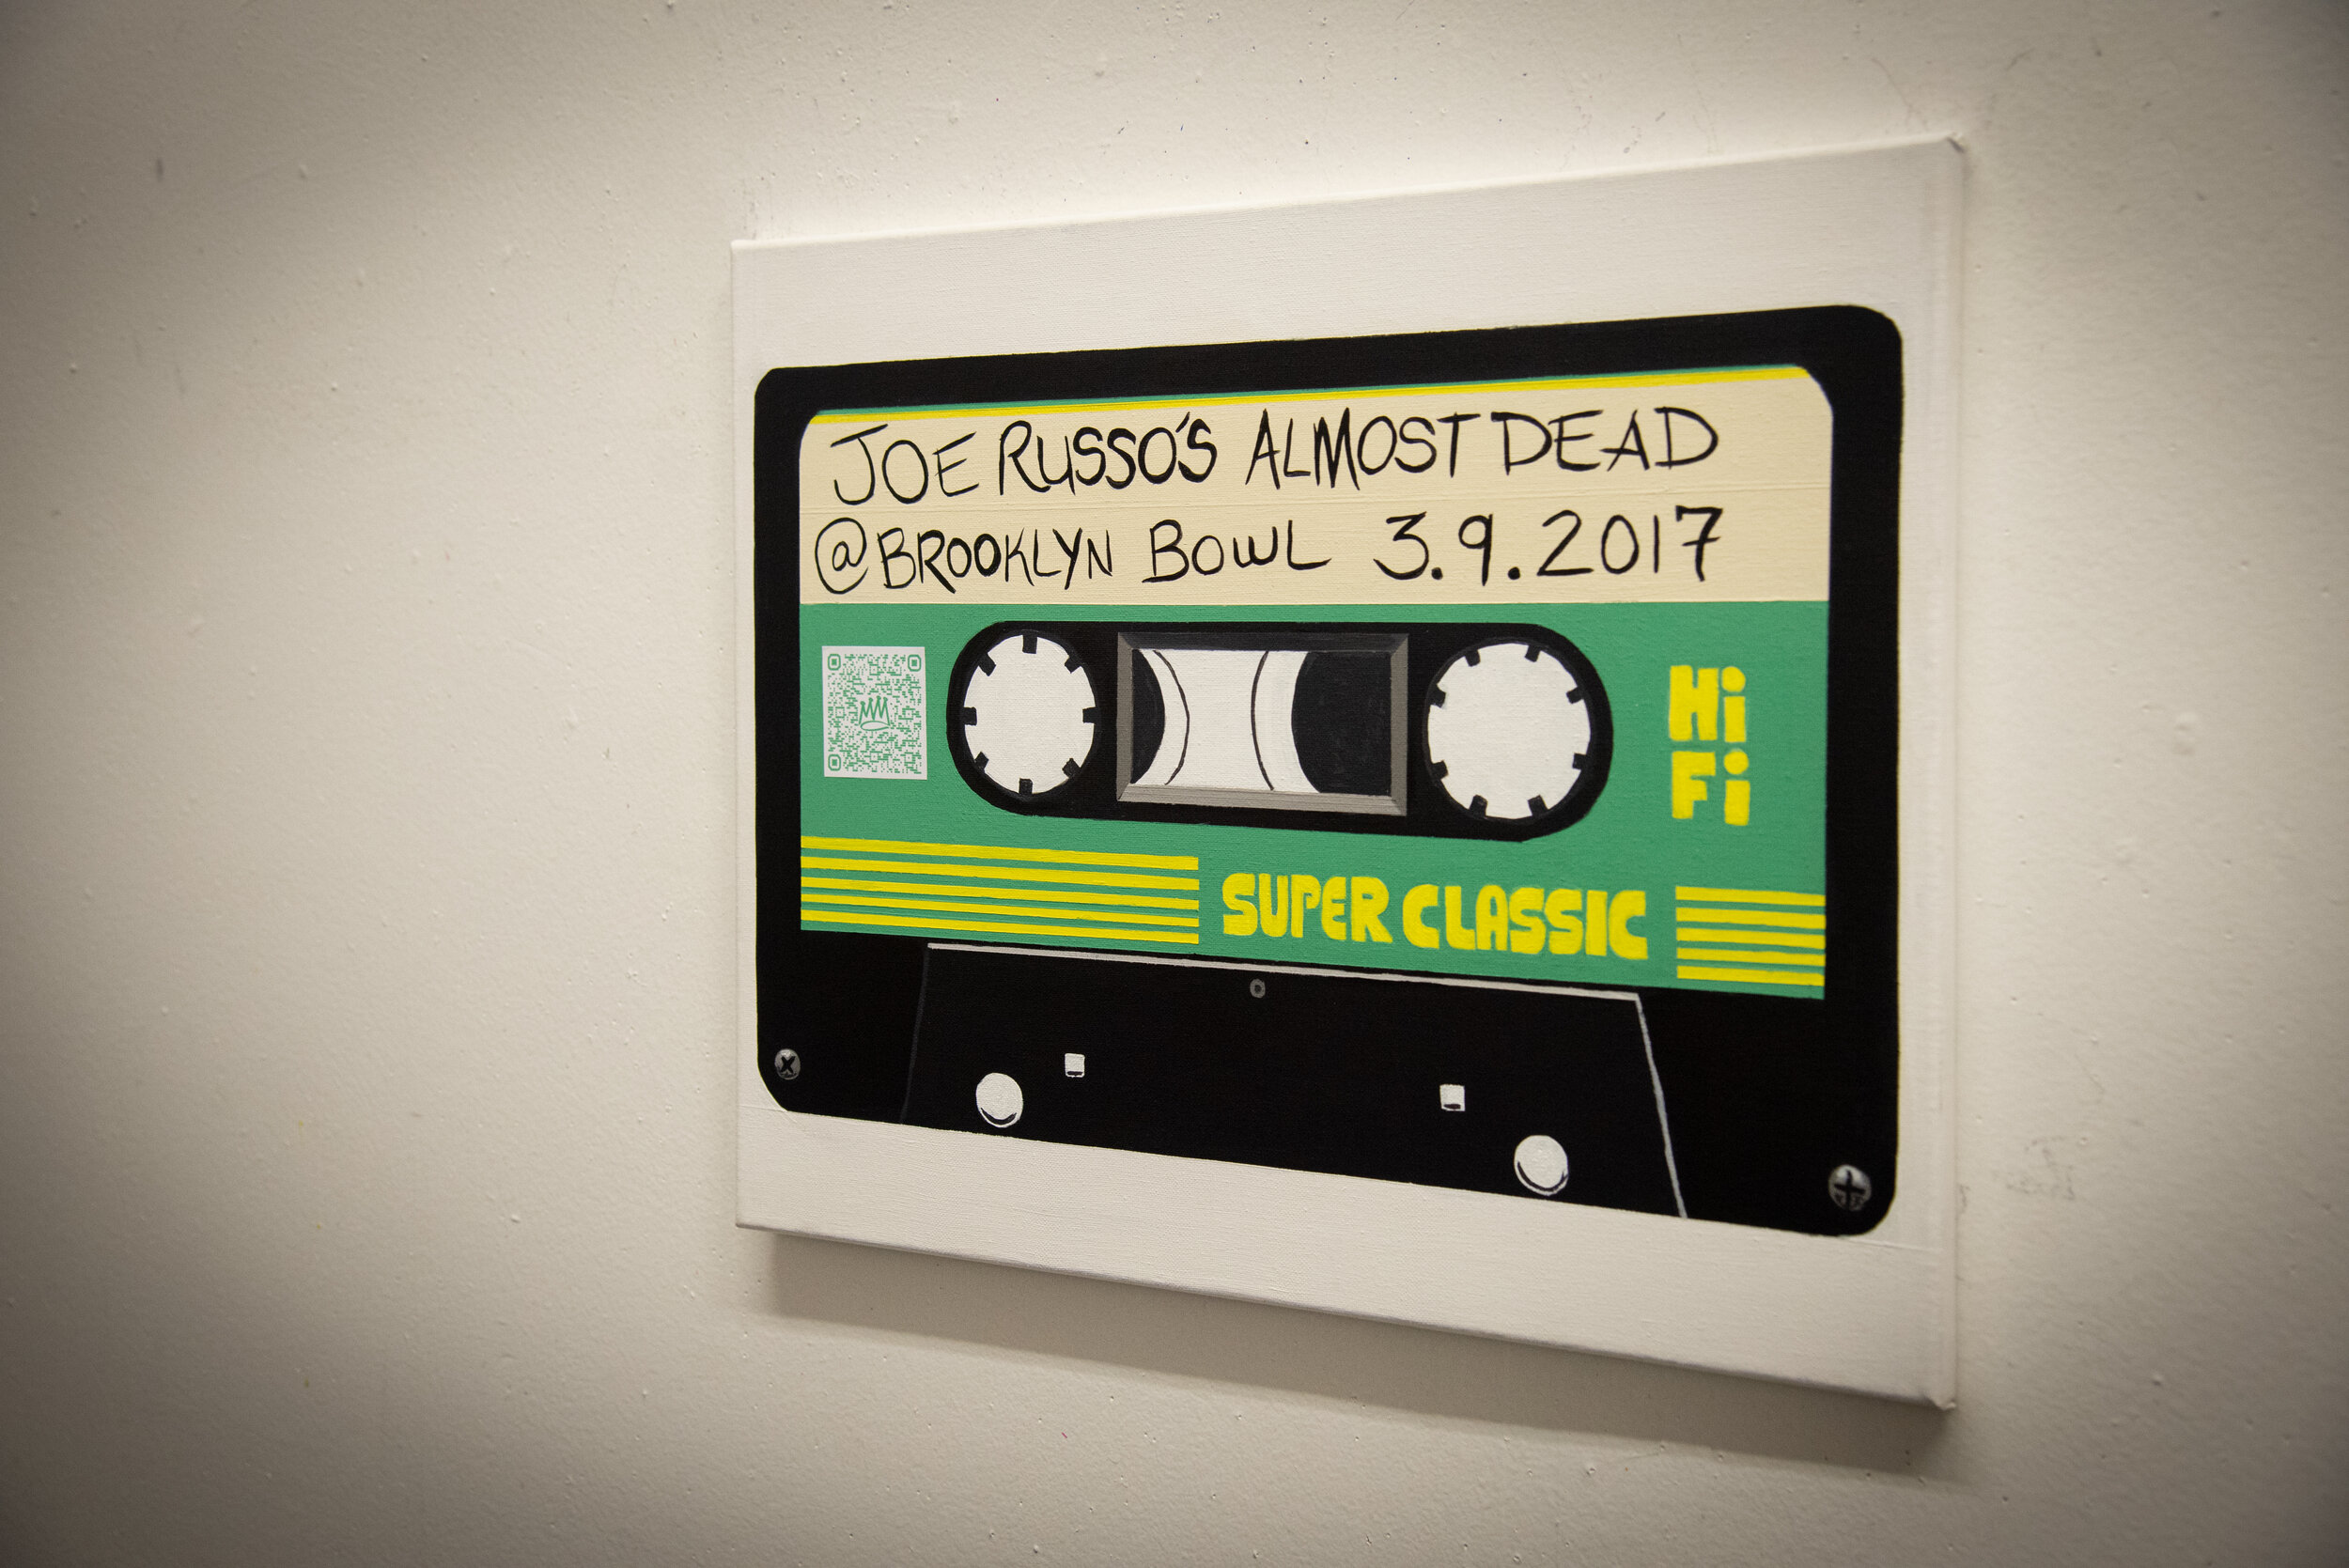 JOE RUSSO'S ALMOST DEAD
@BROOKLYN BOWL 3.9.2017
Hi
Fi
SUPER CLASSIC